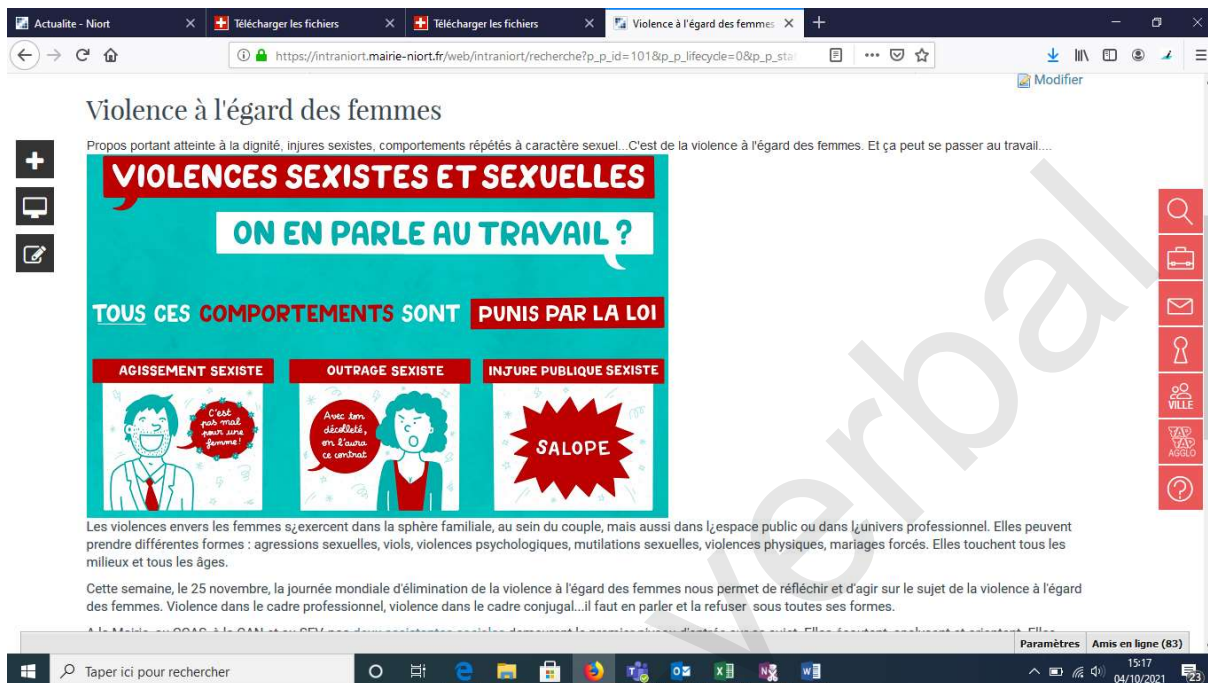 Actualite - Niort
Télécharger les fichiers
Télécharger les fichiers
Violence à l'égard des femmes
https://intraniort.mairie-niort.fr/web/intraniort/recherche?p_p_id=101&p_p_lifecycle=0&p_p_sta
Modifier
Violence à l'égard des femmes
Propos portant atteinte à la dignité, injures sexistes, comportements répétés à caractère sexuel...C'est de la violence à l'égard des femmes. Et ça peut se passer au travail....
VIOLENCES SEXISTES ET SEXUELLES
ON EN PARLE AU TRAVAIL ?
TOUS CES COMPORTEMENTS SONT PUNIS PAR LA LOI
AGISSEMENT SEXISTE
OUTRAGE SEXISTE
INJURE PUBLIQUE SEXISTE
C'est
pas mal
pour une
femme!
Avec ton
décolleté,
on l'aura
ce contrat
SALOPE
VILLE
TAP
TAP
AGGLO
Les violences envers les femmes s¿exercent dans la sphère familiale, au sein du couple, mais aussi dans l¿espace public ou dans l¿univers professionnel. Elles peuvent
prendre différentes formes : agressions sexuelles, viols, violences psychologiques, mutilations sexuelles, violences physiques, mariages forcés. Elles touchent tous les
milieux et tous les âges.
Cette semaine, le 25 novembre, la journée mondiale d'élimination de la violence à l'égard des femmes nous permet de réfléchir et d'agir sur le sujet de la violence à l'égard
des femmes. Violence dans le cadre professionnel, violence dans le cadre conjugal...il faut en parler et la refuser sous toutes ses formes.
Paramètres Amis en ligne (83)
Taper ici pour rechercher
15:17
04/10/2021
23
verbal